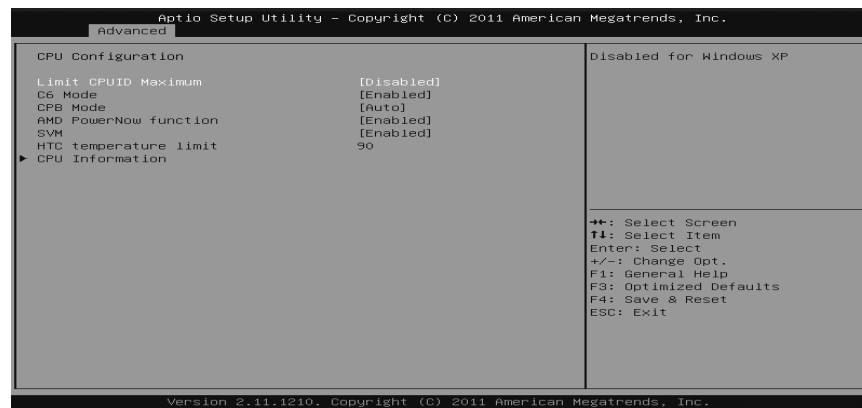 Aptio Setup Utility – Copyright (C) 2011 American Megatrends, Inc.
Advanced
CPU Configuration
Limit CPUID Maximum [Disabled]
C6 Mode [Enabled]
CPB Mode [Auto]
AMD PowerNow function [Enabled]
SVM [Enabled]
HTC temperature limit 90
► CPU Information
Disabled for Windows XP
→←: Select Screen
↑↓: Select Item
Enter: Select
+/-: Change Opt.
F1: General Help
F3: Optimized Defaults
F4: Save & Reset
ESC: Exit
Version 2.11.1210. Copyright (C) 2011 American Megatrends, Inc.